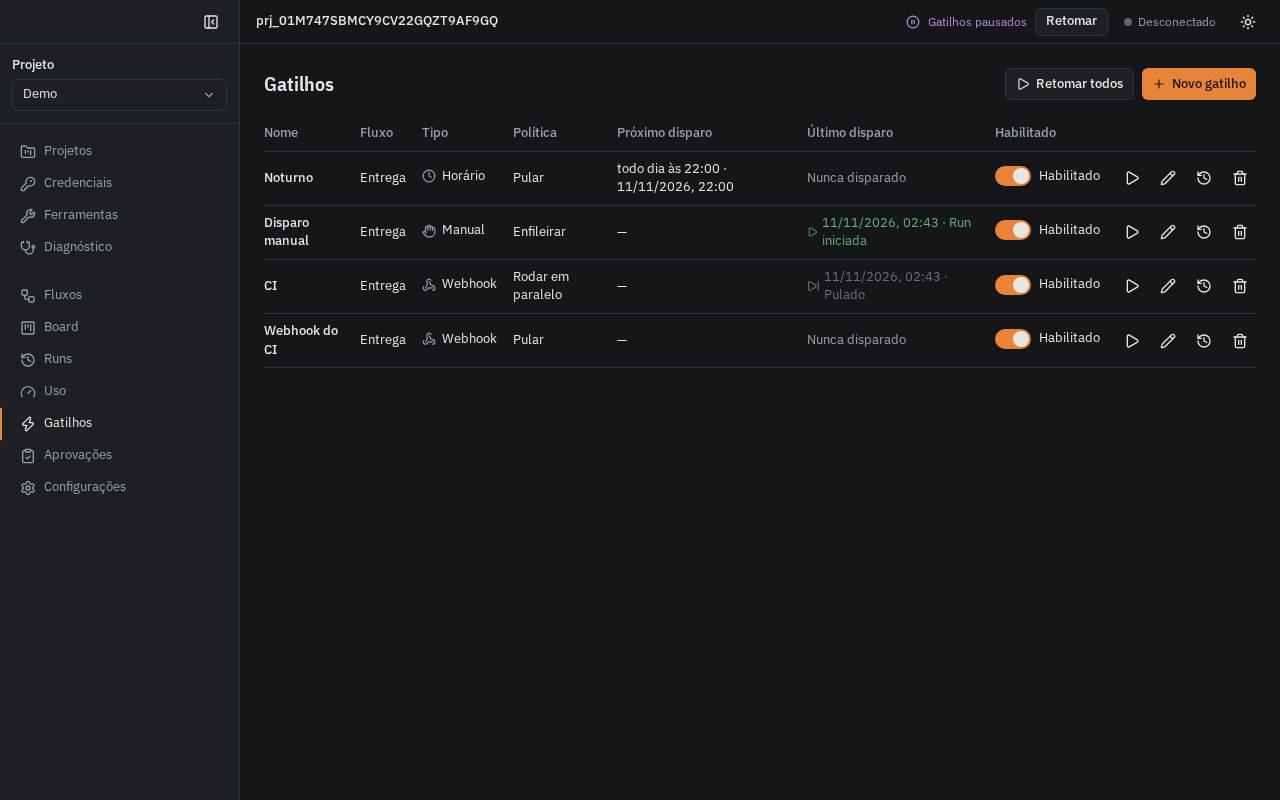 prj_01M747SBMCY9CV22GQZT9AF9GQ
Gatilhos pausados
Retomar
Desconectado
Projeto
Demo
Projetos
Credenciais
Ferramentas
Diagnóstico
Fluxos
Board
Runs
Uso
Gatilhos
Aprovações
Configurações
Gatilhos
Retomar todos
Novo gatilho
Nome Fluxo Tipo Política Próximo disparo Último disparo Habilitado
Noturno Entrega Horário Pular todo dia às 22:00 ·
11/11/2026, 22:00 Nunca disparado Habilitado
Disparo
manual Entrega Manual Enfileirar — 11/11/2026, 02:43 · Run
iniciada Habilitado
CI Entrega Webhook Rodar em
paralelo — 11/11/2026, 02:43 ·
Pulado Habilitado
Webhook do
CI Entrega Webhook Pular — Nunca disparado Habilitado